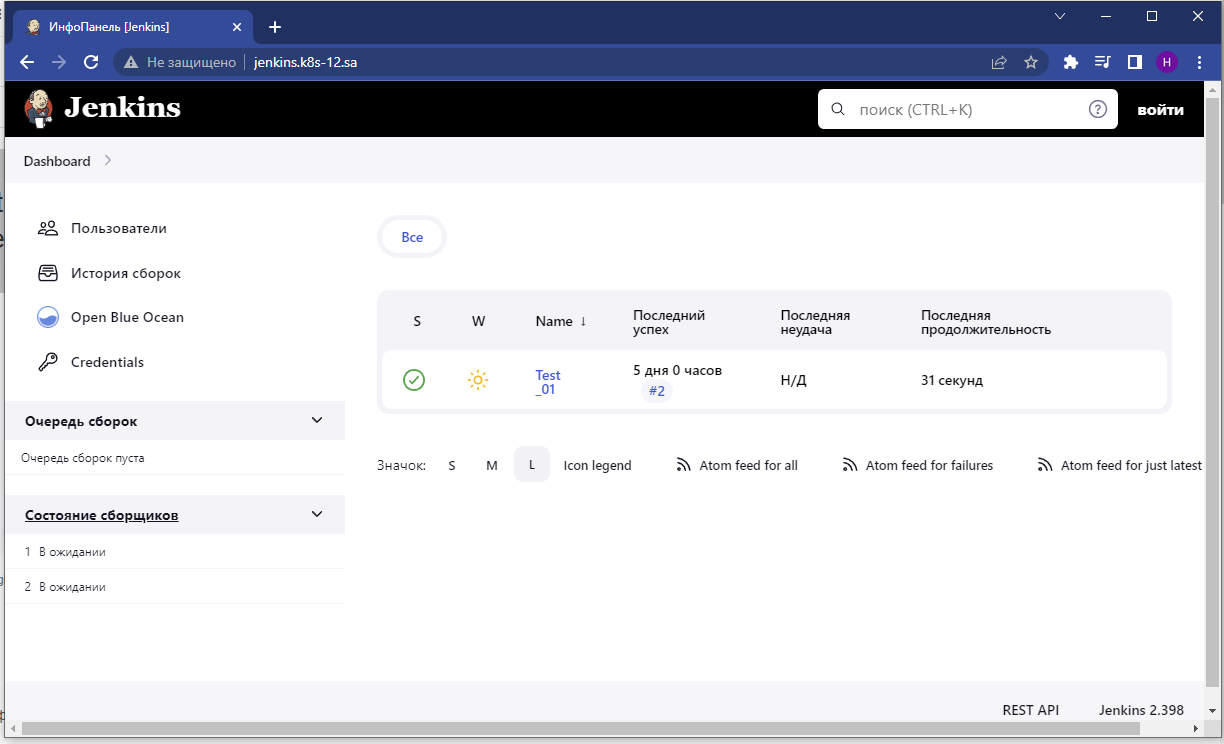 ИнфоПанель [Jenkins]
Не защищено jenkins.k8s-12.sa
H
Jenkins
поиск (CTRL+K)
?
войти
Dashboard
Пользователи
История сборок
Open Blue Ocean
Credentials
Очередь сборок
Очередь сборок пуста
Состояние сборщиков
1 В ожидании
2 В ожидании
Все
S W Name ↓ Последний успех Последняя неудача Последняя продолжительность
Test
_01
5 дня 0 часов
#2
Н/Д
31 секунд
Значок: S M L Icon legend Atom feed for all Atom feed for failures Atom feed for just latest
REST API Jenkins 2.398